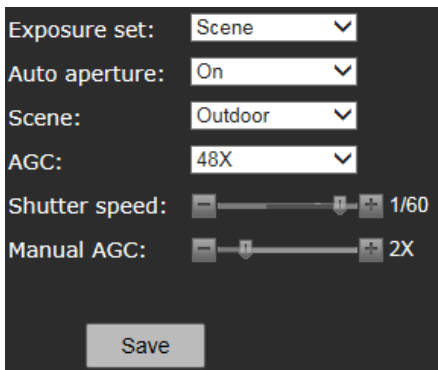 Exposure set: Scene
Auto aperture: On
Scene: Outdoor
AGC: 48X
Shutter speed: 1/60
Manual AGC: 2X
Save